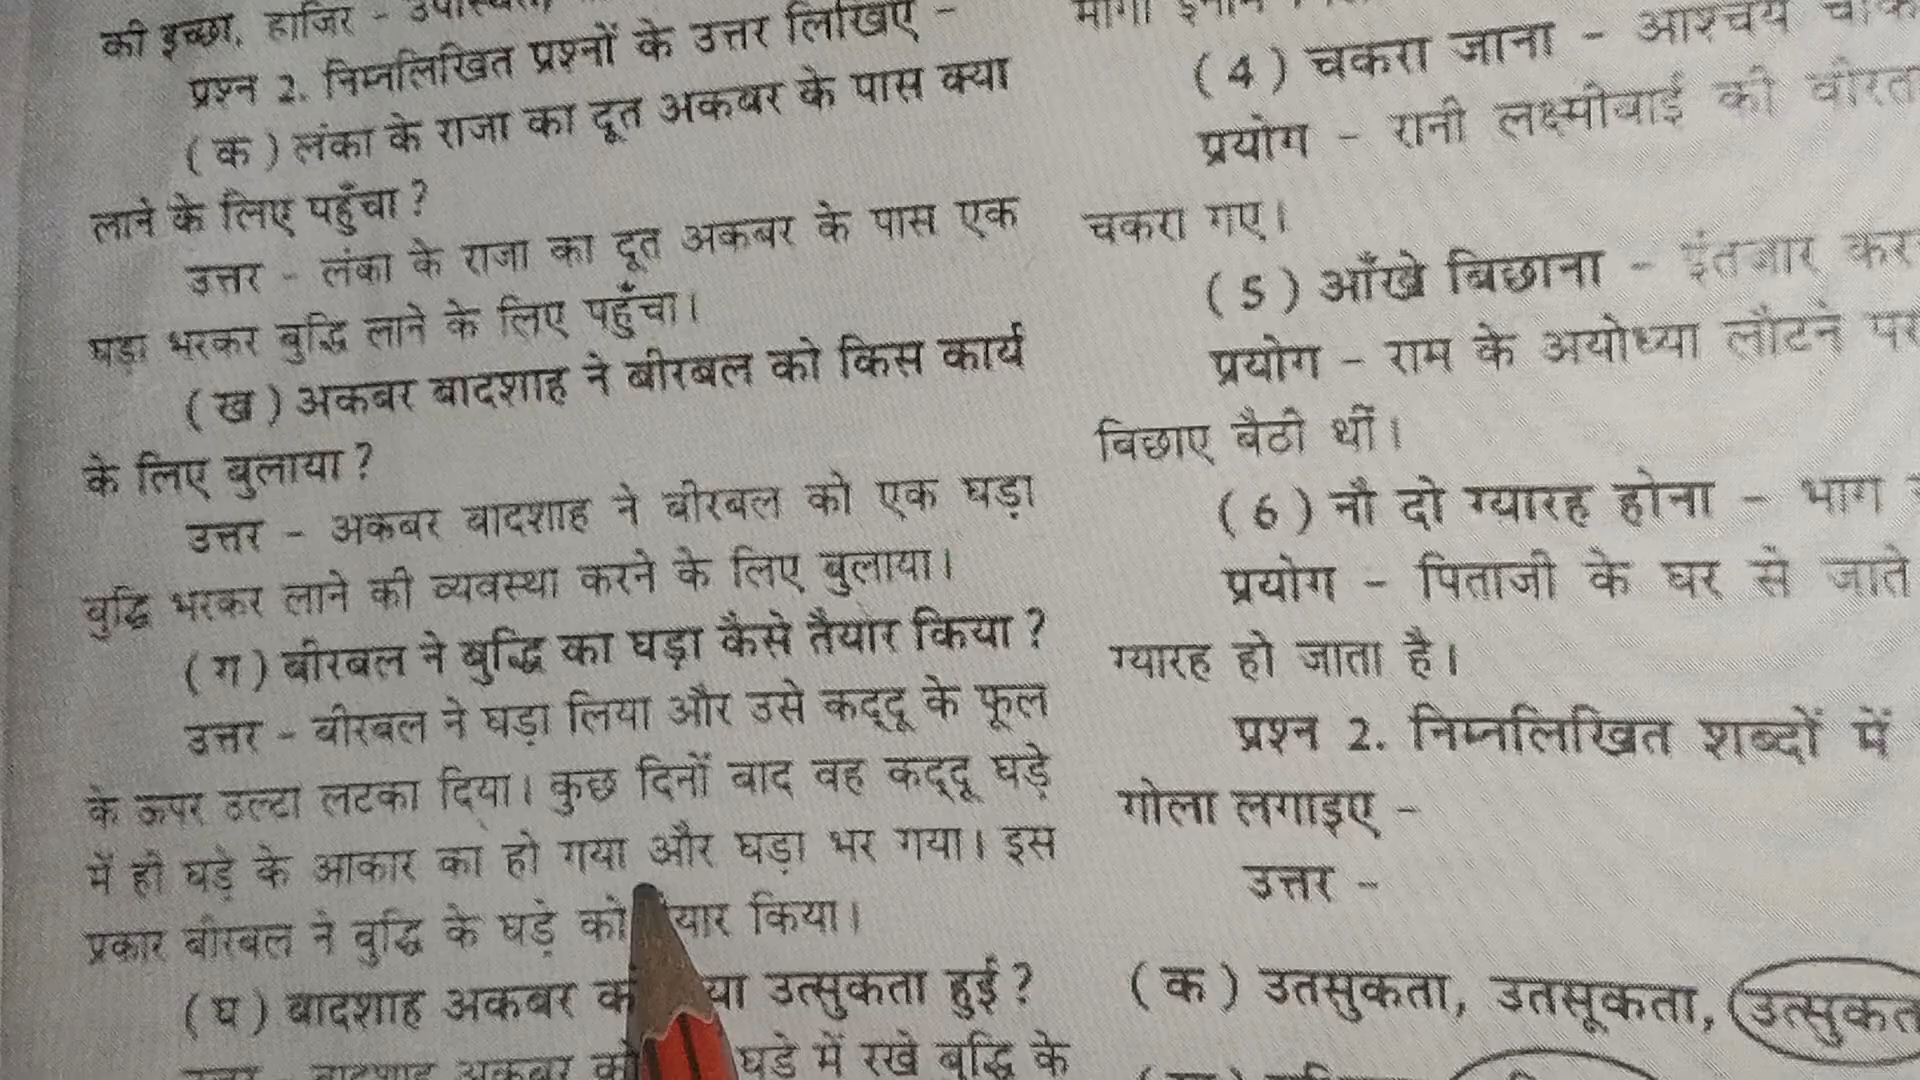 की इच्छा, हाजिर -
प्रश्न 2. निम्नलिखित प्रश्नों के उत्तर लिखिए -
(क) लंका के राजा का दूत अकबर के पास क्या
लाने के लिए पहुँचा?
उत्तर - लंका के राजा का दूत अकबर के पास एक
घड़ा भरकर बुद्धि लाने के लिए पहुँचा।
(ख) अकबर बादशाह ने बीरबल को किस कार्य
के लिए बुलाया?
उत्तर - अकबर बादशाह ने बीरबल को एक घड़ा
बुद्धि भरकर लाने की व्यवस्था करने के लिए बुलाया।
(ग) बीरबल ने बुद्धि का घड़ा कैसे तैयार किया?
उत्तर - बीरबल ने घड़ा लिया और उसे कद्दू के फूल
के ऊपर उल्टा लटका दिया। कुछ दिनों बाद वह कद्दू घड़े
में ही घड़े के आकार का हो गया और घड़ा भर गया। इस
प्रकार बीरबल ने बुद्धि के घड़े को किया।
(घ) बादशाह अकबर उत्सुकता हुई?
बादशाह अकबर घड़े में रखे बुद्धि के
(4) चकरा जाना - आश्चर्य
प्रयोग - रानी लक्ष्मीबाई की
चकरा गए।
(5) आँखे बिछाना - इंतजार
प्रयोग - राम के अयोध्या लौटने पर
बिछाए बैठी थीं।
(6) नौ दो ग्यारह होना - भाग
प्रयोग - पिताजी के घर से जाते
ग्यारह हो जाता है।
प्रश्न 2. निम्नलिखित शब्दों में
गोला लगाइए -
उत्तर -
(क) उतसुकता, उतसूकता,